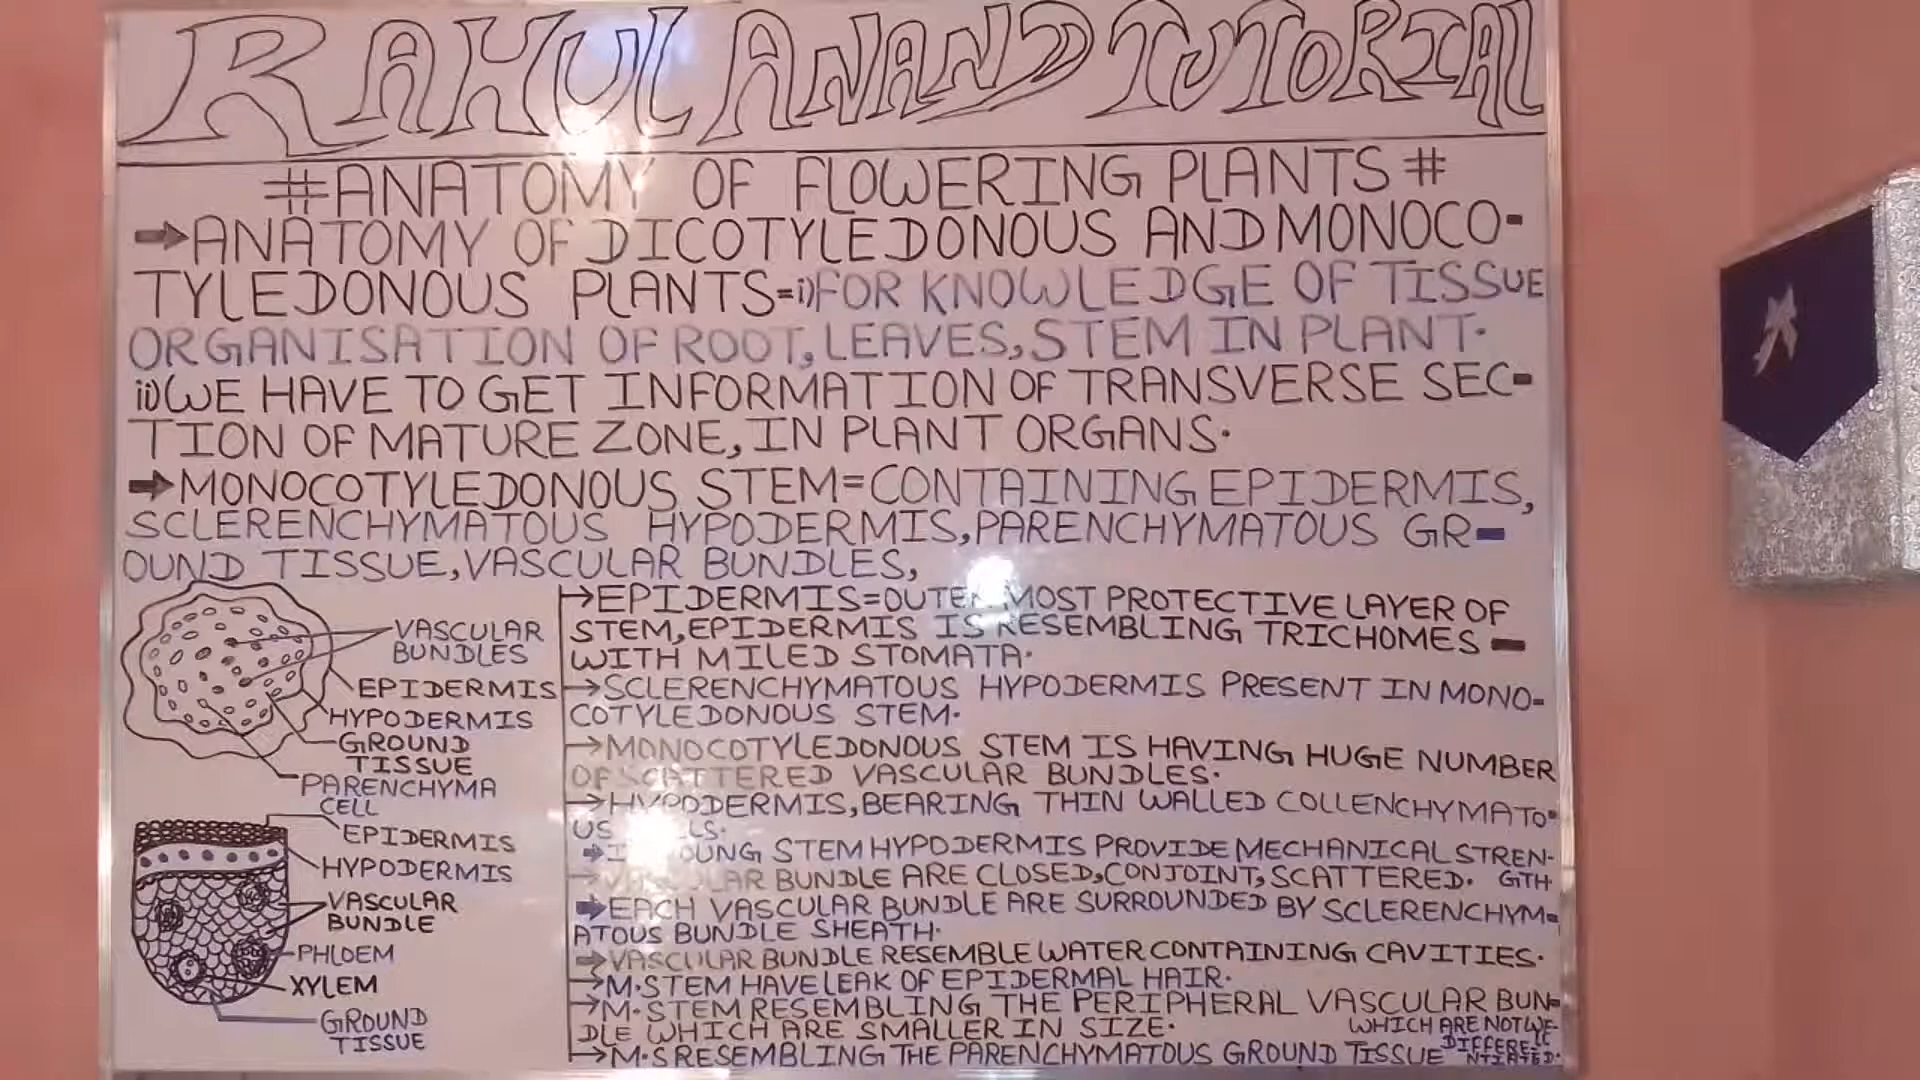 RAHUL ANAND TUTORIAL
#ANATOMY OF FLOWERING PLANTS #
➡ANATOMY OF DICOTYLEDONOUS AND MONOCO-
TYLEDONOUS PLANTS=i)FOR KNOWLEDGE OF TISSUE
ORGANISATION OF ROOT, LEAVES, STEM IN PLANT.
ii)WE HAVE TO GET INFORMATION OF TRANSVERSE SEC-
TION OF MATURE ZONE, IN PLANT ORGANS.
➡MONOCOTYLEDONOUS STEM=CONTAINING EPIDERMIS,
SCLERENCHYMATOUS HYPODERMIS, PARENCHYMATOUS GR-
OUND TISSUE, VASCULAR BUNDLES,
VASCULAR
BUNDLES
EPIDERMIS
HYPODERMIS
GROUND
TISSUE
PARENCHYMA
CELL
EPIDERMIS
HYPODERMIS
VASCULAR
BUNDLE
PHLOEM
XYLEM
GROUND
TISSUE
→EPIDERMIS=OUTER MOST PROTECTIVE LAYER OF
STEM, EPIDERMIS IS RESEMBLING TRICHOMES -
WITH MILED STOMATA.
→SCLERENCHYMATOUS HYPODERMIS PRESENT IN MONO-
COTYLEDONOUS STEM.
→MONOCOTYLEDONOUS STEM IS HAVING HUGE NUMBER
OF SCATTERED VASCULAR BUNDLES.
→HYPODERMIS, BEARING THIN WALLED COLLENCHYMATO-
US
➡ YOUNG STEM HYPODERMIS PROVIDE MECHANICAL STREN-
GTH
→VASCULAR BUNDLE ARE CLOSED, CONJOINT, SCATTERED.
➡EACH VASCULAR BUNDLE ARE SURROUNDED BY SCLERENCHYM-
ATOUS BUNDLE SHEATH.
➡VASCULAR BUNDLE RESEMBLE WATER CONTAINING CAVITIES.
→M.STEM HAVE LEAK OF EPIDERMAL HAIR.
→M.STEM RESEMBLING THE PERIPHERAL VASCULAR BUN-
DLE WHICH ARE SMALLER IN SIZE.
→M.S RESEMBLING THE PARENCHYMATOUS GROUND TISSUE
WHICH ARE NOT